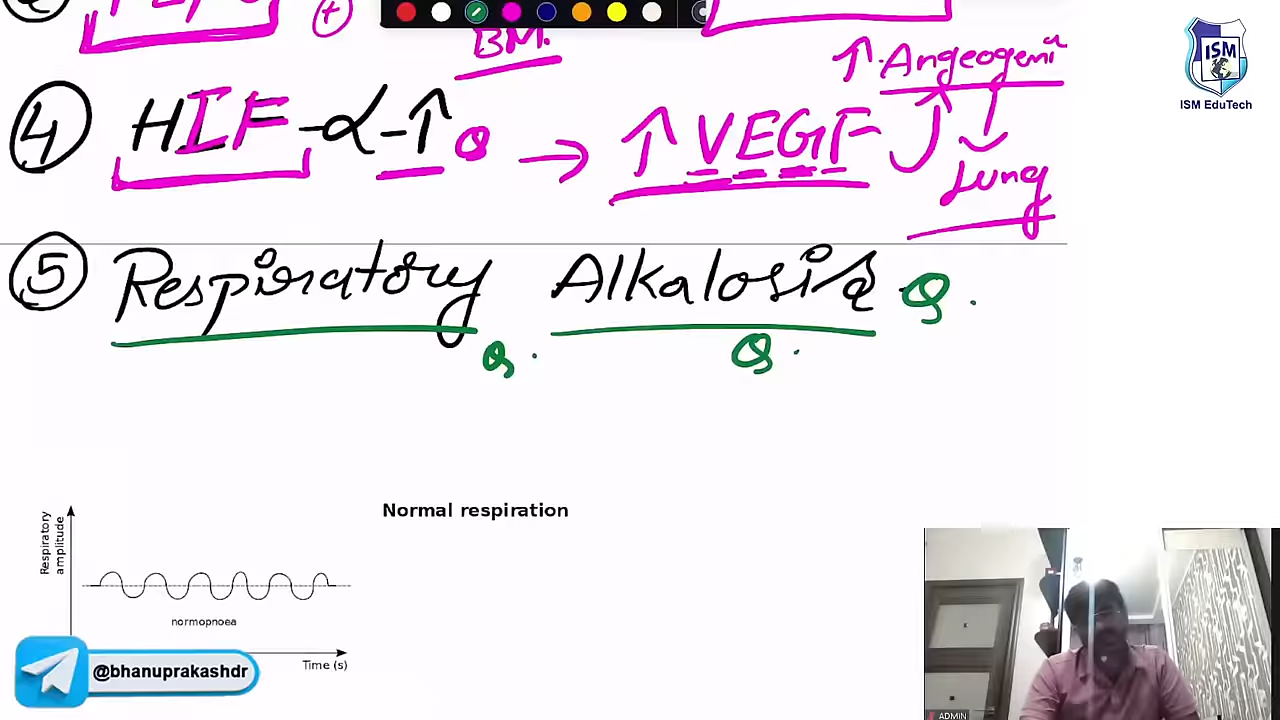 BM.
↑ Angeogeni
ISM
ISM EduTech
④ HIF-α-↑ Q → ↑ VEGF
Lung
⑤ Respiratory Alkalosis Q.
Q. Q.
Normal respiration
Respiratory
amplitude
normopnoea
Time (s)
@bhanuprakashdr
ADMIN